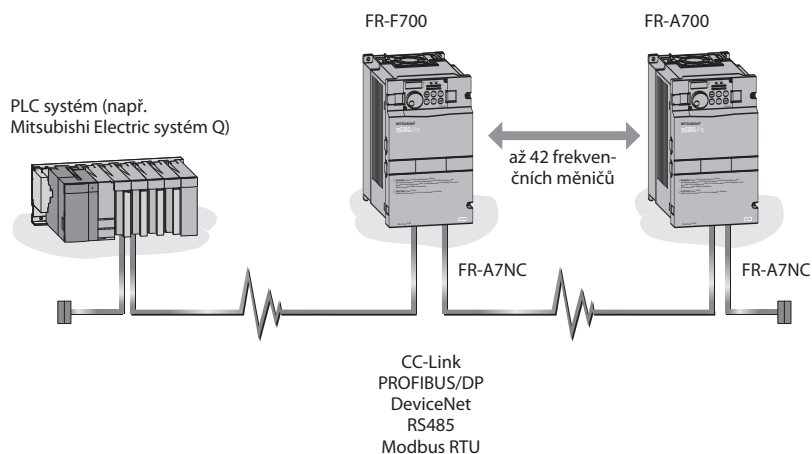 FR-F700
FR-A700
PLC systém (např.
Mitsubishi Electric systém Q)
až 42 frekven-
čních měničů
FR-A7NC
FR-A7NC
CC-Link
PROFIBUS/DP
DeviceNet
RS485
Modbus RTU